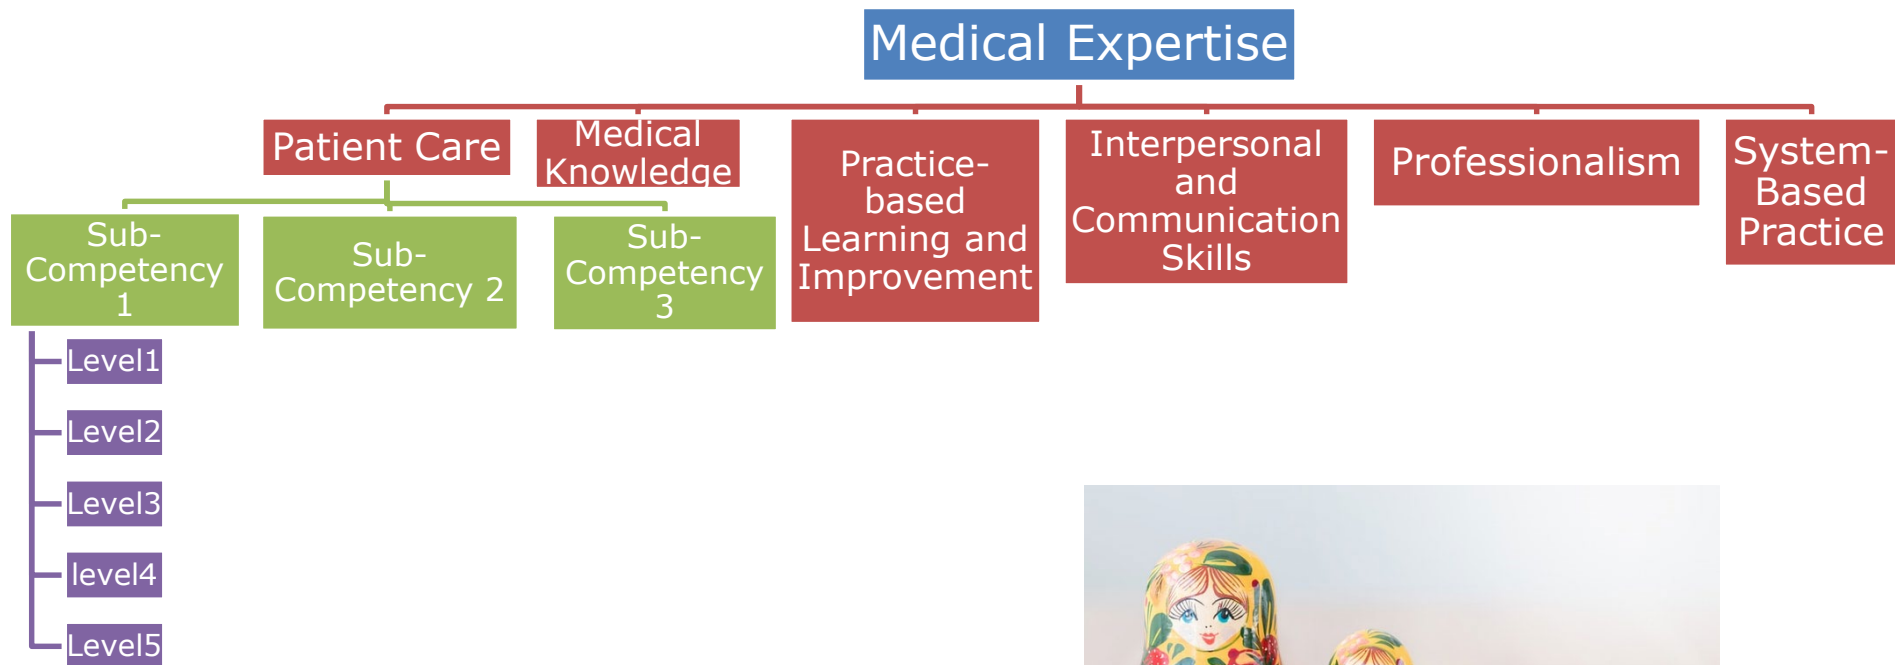 Medical Expertise
Patient Care
Medical
Knowledge
Practice-
based
Learning and
Improvement
Interpersonal
and
Communication
Skills
Professionalism
System-
Based
Practice
Sub-
Competency
1
Sub-
Competency 2
Sub-
Competency
3
Level1
Level2
Level3
level4
Level5